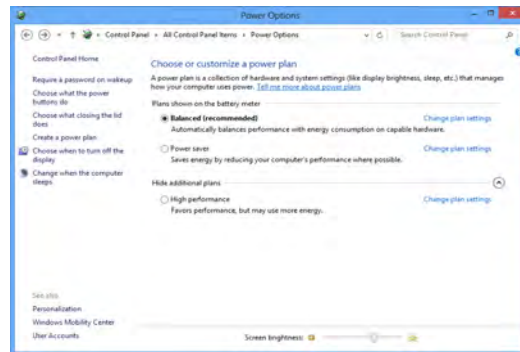 Power Options
Control Panel ▸ All Control Panel Items ▸ Power Options
Search Control Panel
Control Panel Home
Require a password on wakeup
Choose what the power
buttons do
Choose what closing the lid
does
Create a power plan
Choose when to turn off the
display
Change when the computer
sleeps
See also
Personalization
Windows Mobility Center
User Accounts
Choose or customize a power plan
A power plan is a collection of hardware and system settings (like display brightness, sleep, etc.) that manages
how your computer uses power. Tell me more about power plans
Plans shown on the battery meter
Balanced (recommended) Change plan settings
Automatically balances performance with energy consumption on capable hardware.
Power saver Change plan settings
Saves energy by reducing your computer's performance where possible.
Hide additional plans
High performance Change plan settings
Favors performance, but may use more energy.
Screen brightness: